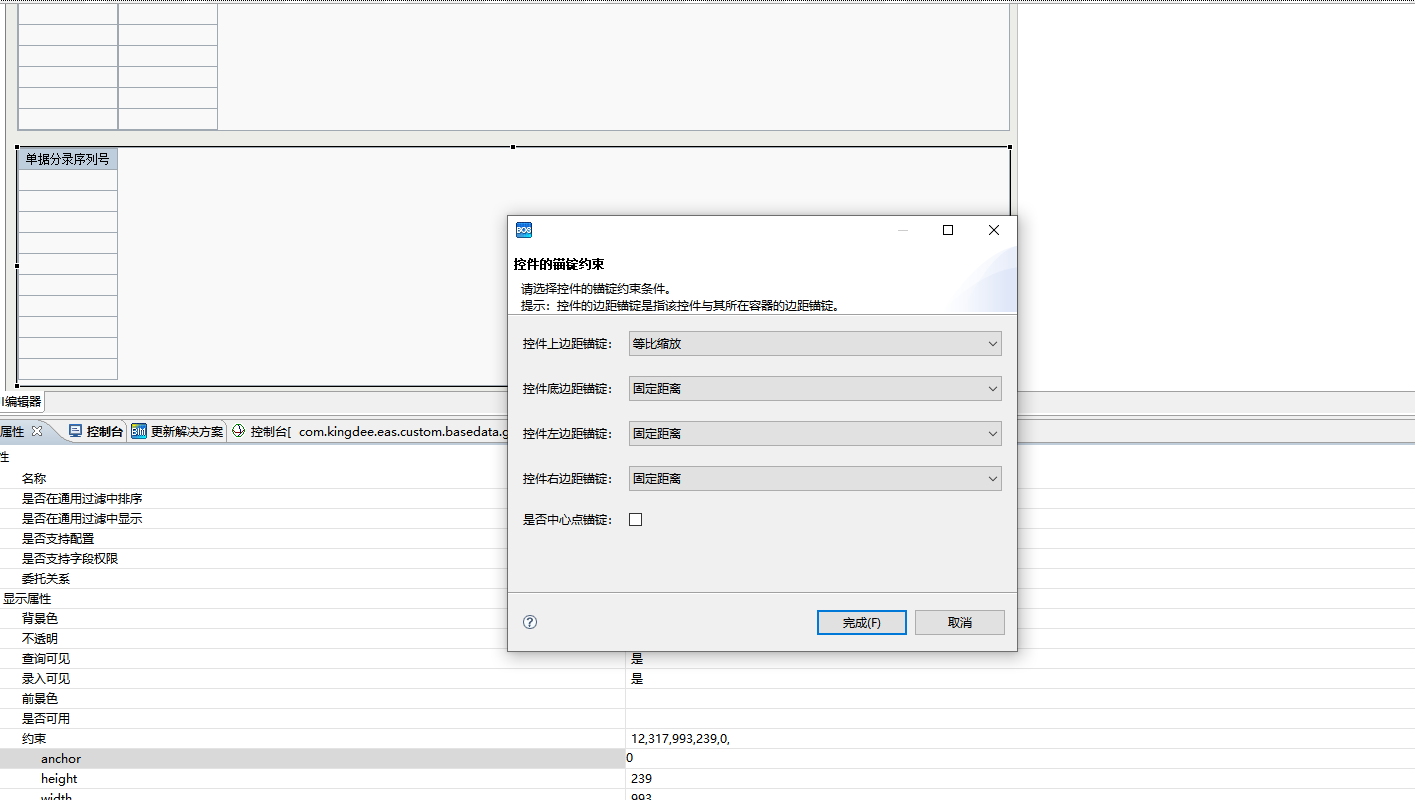 单据分录序列号
BOS
控件的锚锭约束
请选择控件的锚锭约束条件。
提示：控件的边距锚锭是指该控件与其所在容器的边距锚锭。
控件上边距锚锭： 等比缩放
控件底边距锚锭： 固定距离
控件左边距锚锭： 固定距离
控件右边距锚锭： 固定距离
是否中心点锚锭：
完成(F) 取消
I编辑器
属性 控制台 BIM 更新解决方案 控制台[ com.kingdee.eas.custom.basedata.g
性
名称
是否在通用过滤中排序
是否在通用过滤中显示
是否支持配置
是否支持字段权限
委托关系
显示属性
背景色
不透明
查询可见 是
录入可见 是
前景色
是否可用
约束 12,317,993,239,0,
anchor 0
height 239
width 993